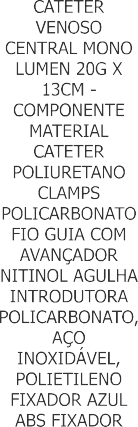 CATETER
VENOSO
CENTRAL MONO
LUMEN 20G X
13CM -
COMPONENTE
MATERIAL
CATETER
POLIURETANO
CLAMPS
POLICARBONATO
FIO GUIA COM
AVANÇADOR
NITINOL AGULHA
INTRODUTORA
POLICARBONATO,
AÇO
INOXIDÁVEL,
POLIETILENO
FIXADOR AZUL
ABS FIXADOR